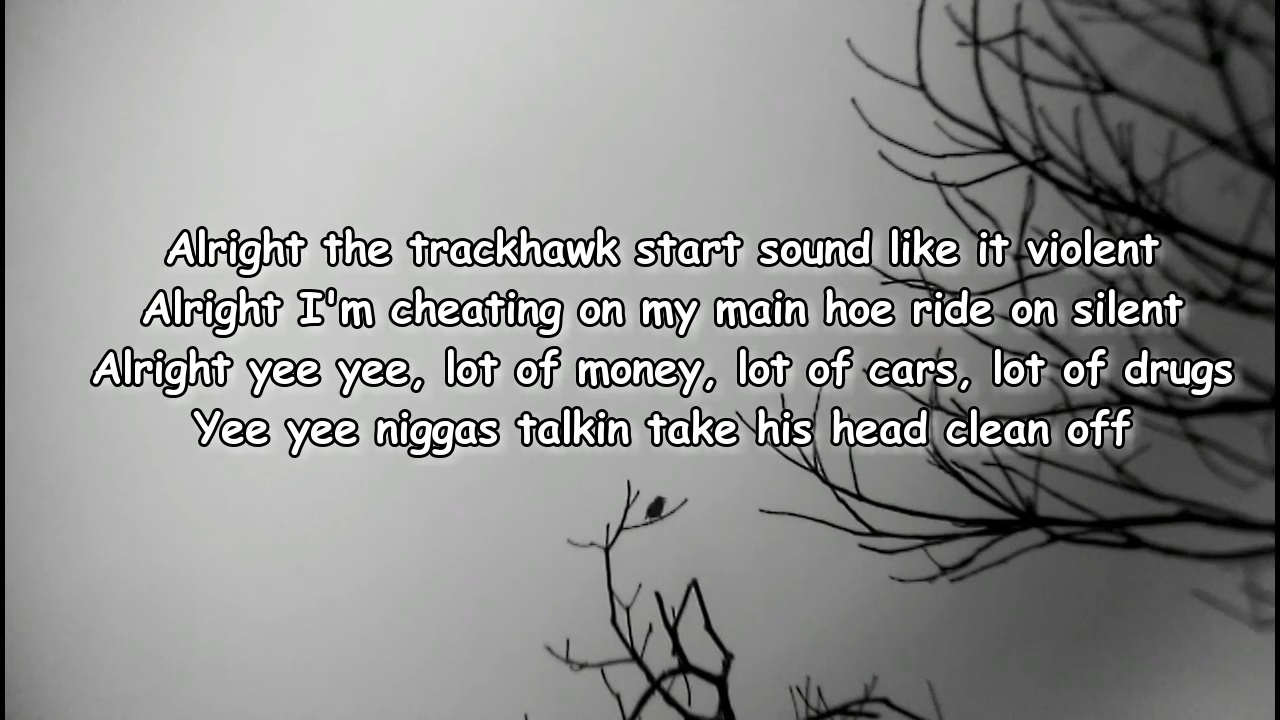 Alright the trackhawk start sound like it violent
Alright I'm cheating on my main hoe ride on silent
Alright yee yee, lot of money, lot of cars, lot of drugs
Yee yee niggas talkin take his head clean off